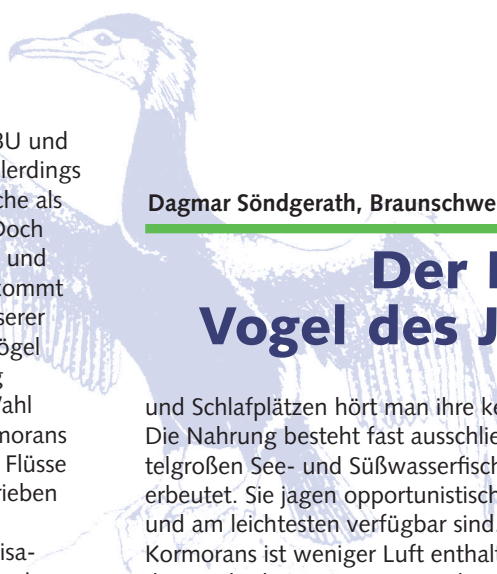 BU und
llerdings
che als
Doch
und
kommt
serer
ögel
g
Wahl
morans
Flüsse
rieben
isa-
Dagmar Söndgerath, Braunschwe
Der
Vogel des J
und Schlafplätzen hört man ihre ke
Die Nahrung besteht fast ausschlie
telgroßen See- und Süßwasserfisch
erbeutet. Sie jagen opportunistisch
und am leichtesten verfügbar sind.
Kormorans ist weniger Luft enthalt